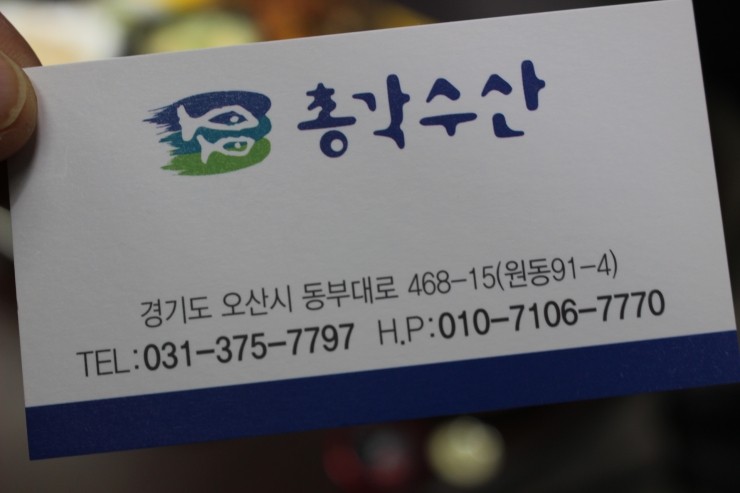 총각수산
경기도 오산시 동부대로 468-15(원동91-4)
TEL:031-375-7797 H.P:010-7106-7770